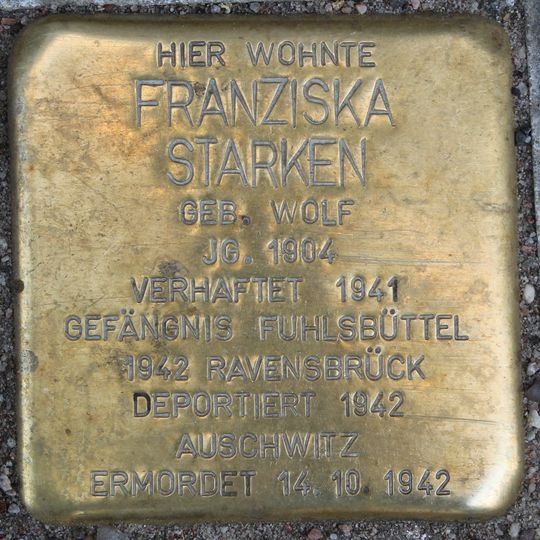 HIER WOHNTE
FRANZISKA
STARKEN
GEB. WOLF
JG. 1904
VERHAFTET 1941
GEFÄNGNIS FUHLSBÜTTEL
1942 RAVENSBRÜCK
DEPORTIERT 1942
AUSCHWITZ
ERMORDET 14. 10. 1942